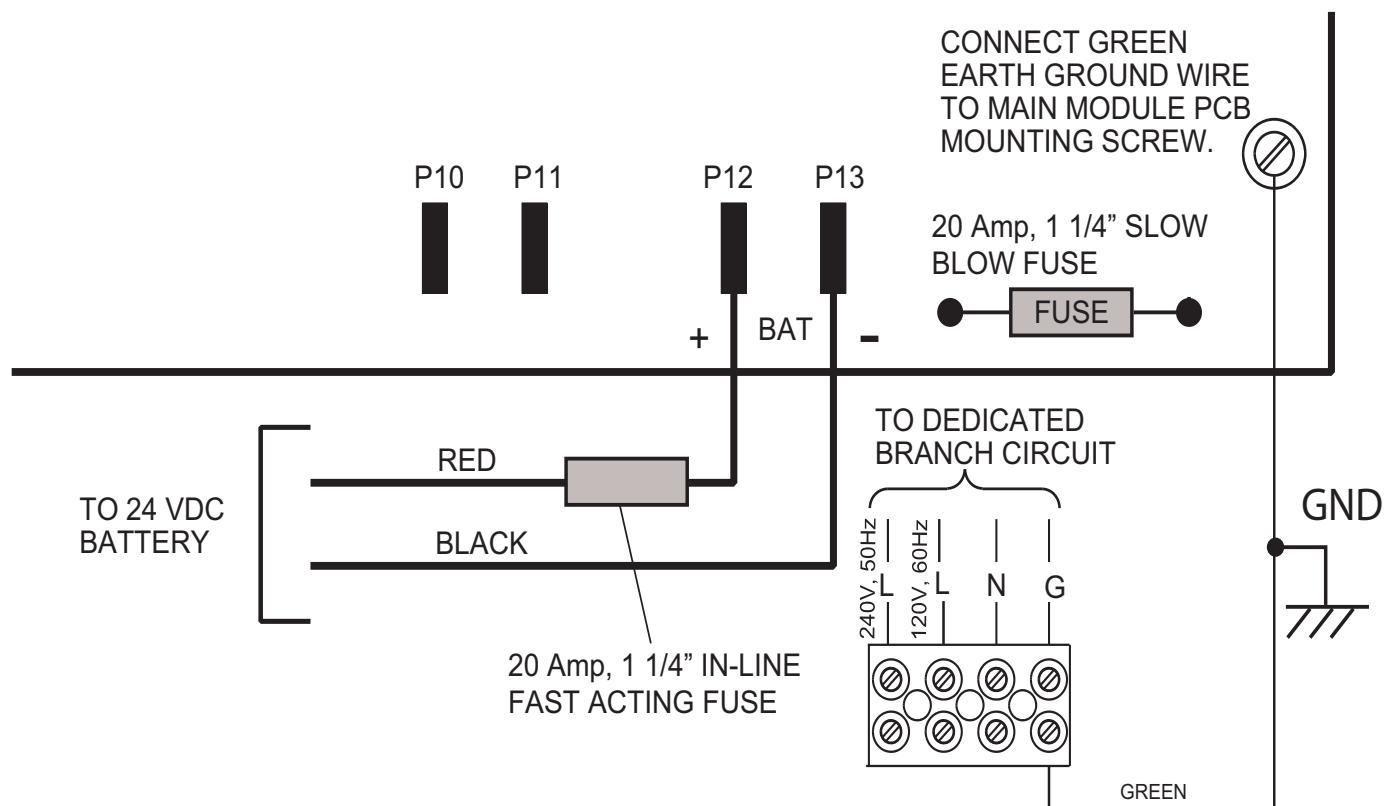 CONNECT GREEN
EARTH GROUND WIRE
TO MAIN MODULE PCB
MOUNTING SCREW.
P10
P11
P12
P13
20 Amp, 1 1/4” SLOW
BLOW FUSE
FUSE
+
BAT
-
TO DEDICATED
BRANCH CIRCUIT
RED
TO 24 VDC
BATTERY
BLACK
GND
240V, 50Hz
L
120V, 60Hz
L
N
G
20 Amp, 1 1/4” IN-LINE
FAST ACTING FUSE
GREEN